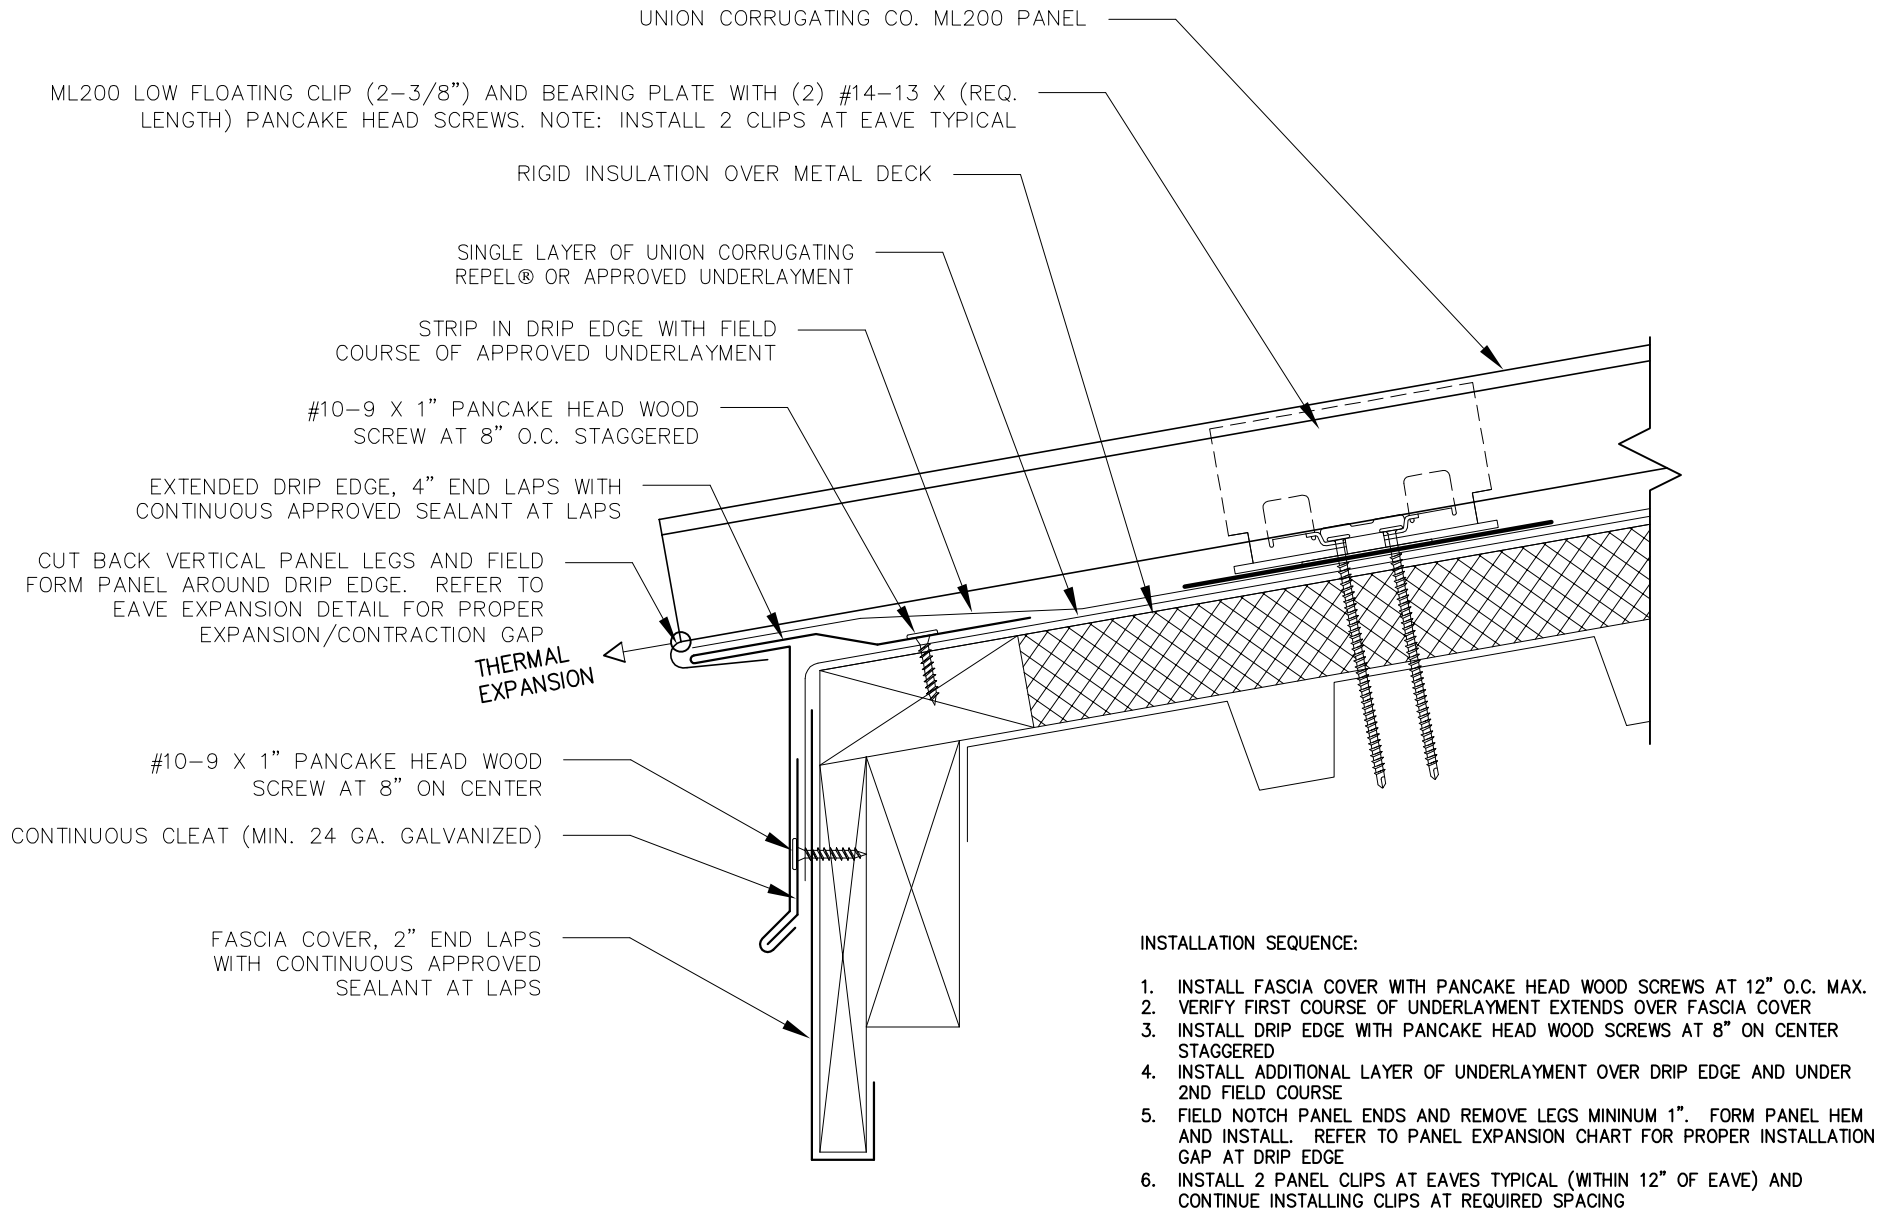 UNION CORRUGATING CO. ML200 PANEL
ML200 LOW FLOATING CLIP (2-3/8”) AND BEARING PLATE WITH (2) #14-13 X (REQ.
LENGTH) PANCAKE HEAD SCREWS. NOTE: INSTALL 2 CLIPS AT EAVE TYPICAL
RIGID INSULATION OVER METAL DECK
SINGLE LAYER OF UNION CORRUGATING
REPEL® OR APPROVED UNDERLAYMENT
STRIP IN DRIP EDGE WITH FIELD
COURSE OF APPROVED UNDERLAYMENT
#10-9 X 1” PANCAKE HEAD WOOD
SCREW AT 8” O.C. STAGGERED
EXTENDED DRIP EDGE, 4” END LAPS WITH
CONTINUOUS APPROVED SEALANT AT LAPS
CUT BACK VERTICAL PANEL LEGS AND FIELD
FORM PANEL AROUND DRIP EDGE. REFER TO
EAVE EXPANSION DETAIL FOR PROPER
EXPANSION/CONTRACTION GAP
THERMAL
EXPANSION
#10-9 X 1” PANCAKE HEAD WOOD
SCREW AT 8” ON CENTER
CONTINUOUS CLEAT (MIN. 24 GA. GALVANIZED)
FASCIA COVER, 2” END LAPS
WITH CONTINUOUS APPROVED
SEALANT AT LAPS
INSTALLATION SEQUENCE:
1. INSTALL FASCIA COVER WITH PANCAKE HEAD WOOD SCREWS AT 12” O.C. MAX.
2. VERIFY FIRST COURSE OF UNDERLAYMENT EXTENDS OVER FASCIA COVER
3. INSTALL DRIP EDGE WITH PANCAKE HEAD WOOD SCREWS AT 8” ON CENTER
STAGGERED
4. INSTALL ADDITIONAL LAYER OF UNDERLAYMENT OVER DRIP EDGE AND UNDER
2ND FIELD COURSE
5. FIELD NOTCH PANEL ENDS AND REMOVE LEGS MININUM 1”. FORM PANEL HEM
AND INSTALL. REFER TO PANEL EXPANSION CHART FOR PROPER INSTALLATION
GAP AT DRIP EDGE
6. INSTALL 2 PANEL CLIPS AT EAVES TYPICAL (WITHIN 12” OF EAVE) AND
CONTINUE INSTALLING CLIPS AT REQUIRED SPACING